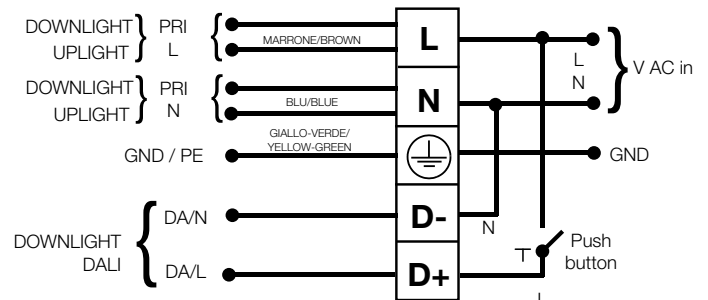 DOWNLIGHT
UPLIGHT
PRI
L
MARRONE/BROWN
L
L
N
V AC in
DOWNLIGHT
UPLIGHT
PRI
N
BLU/BLUE
N
GIALLO-VERDE/
YELLOW-GREEN
GND / PE
GND
DA/N
D-
N
DOWNLIGHT
DALI
DA/L
D+
Push
button